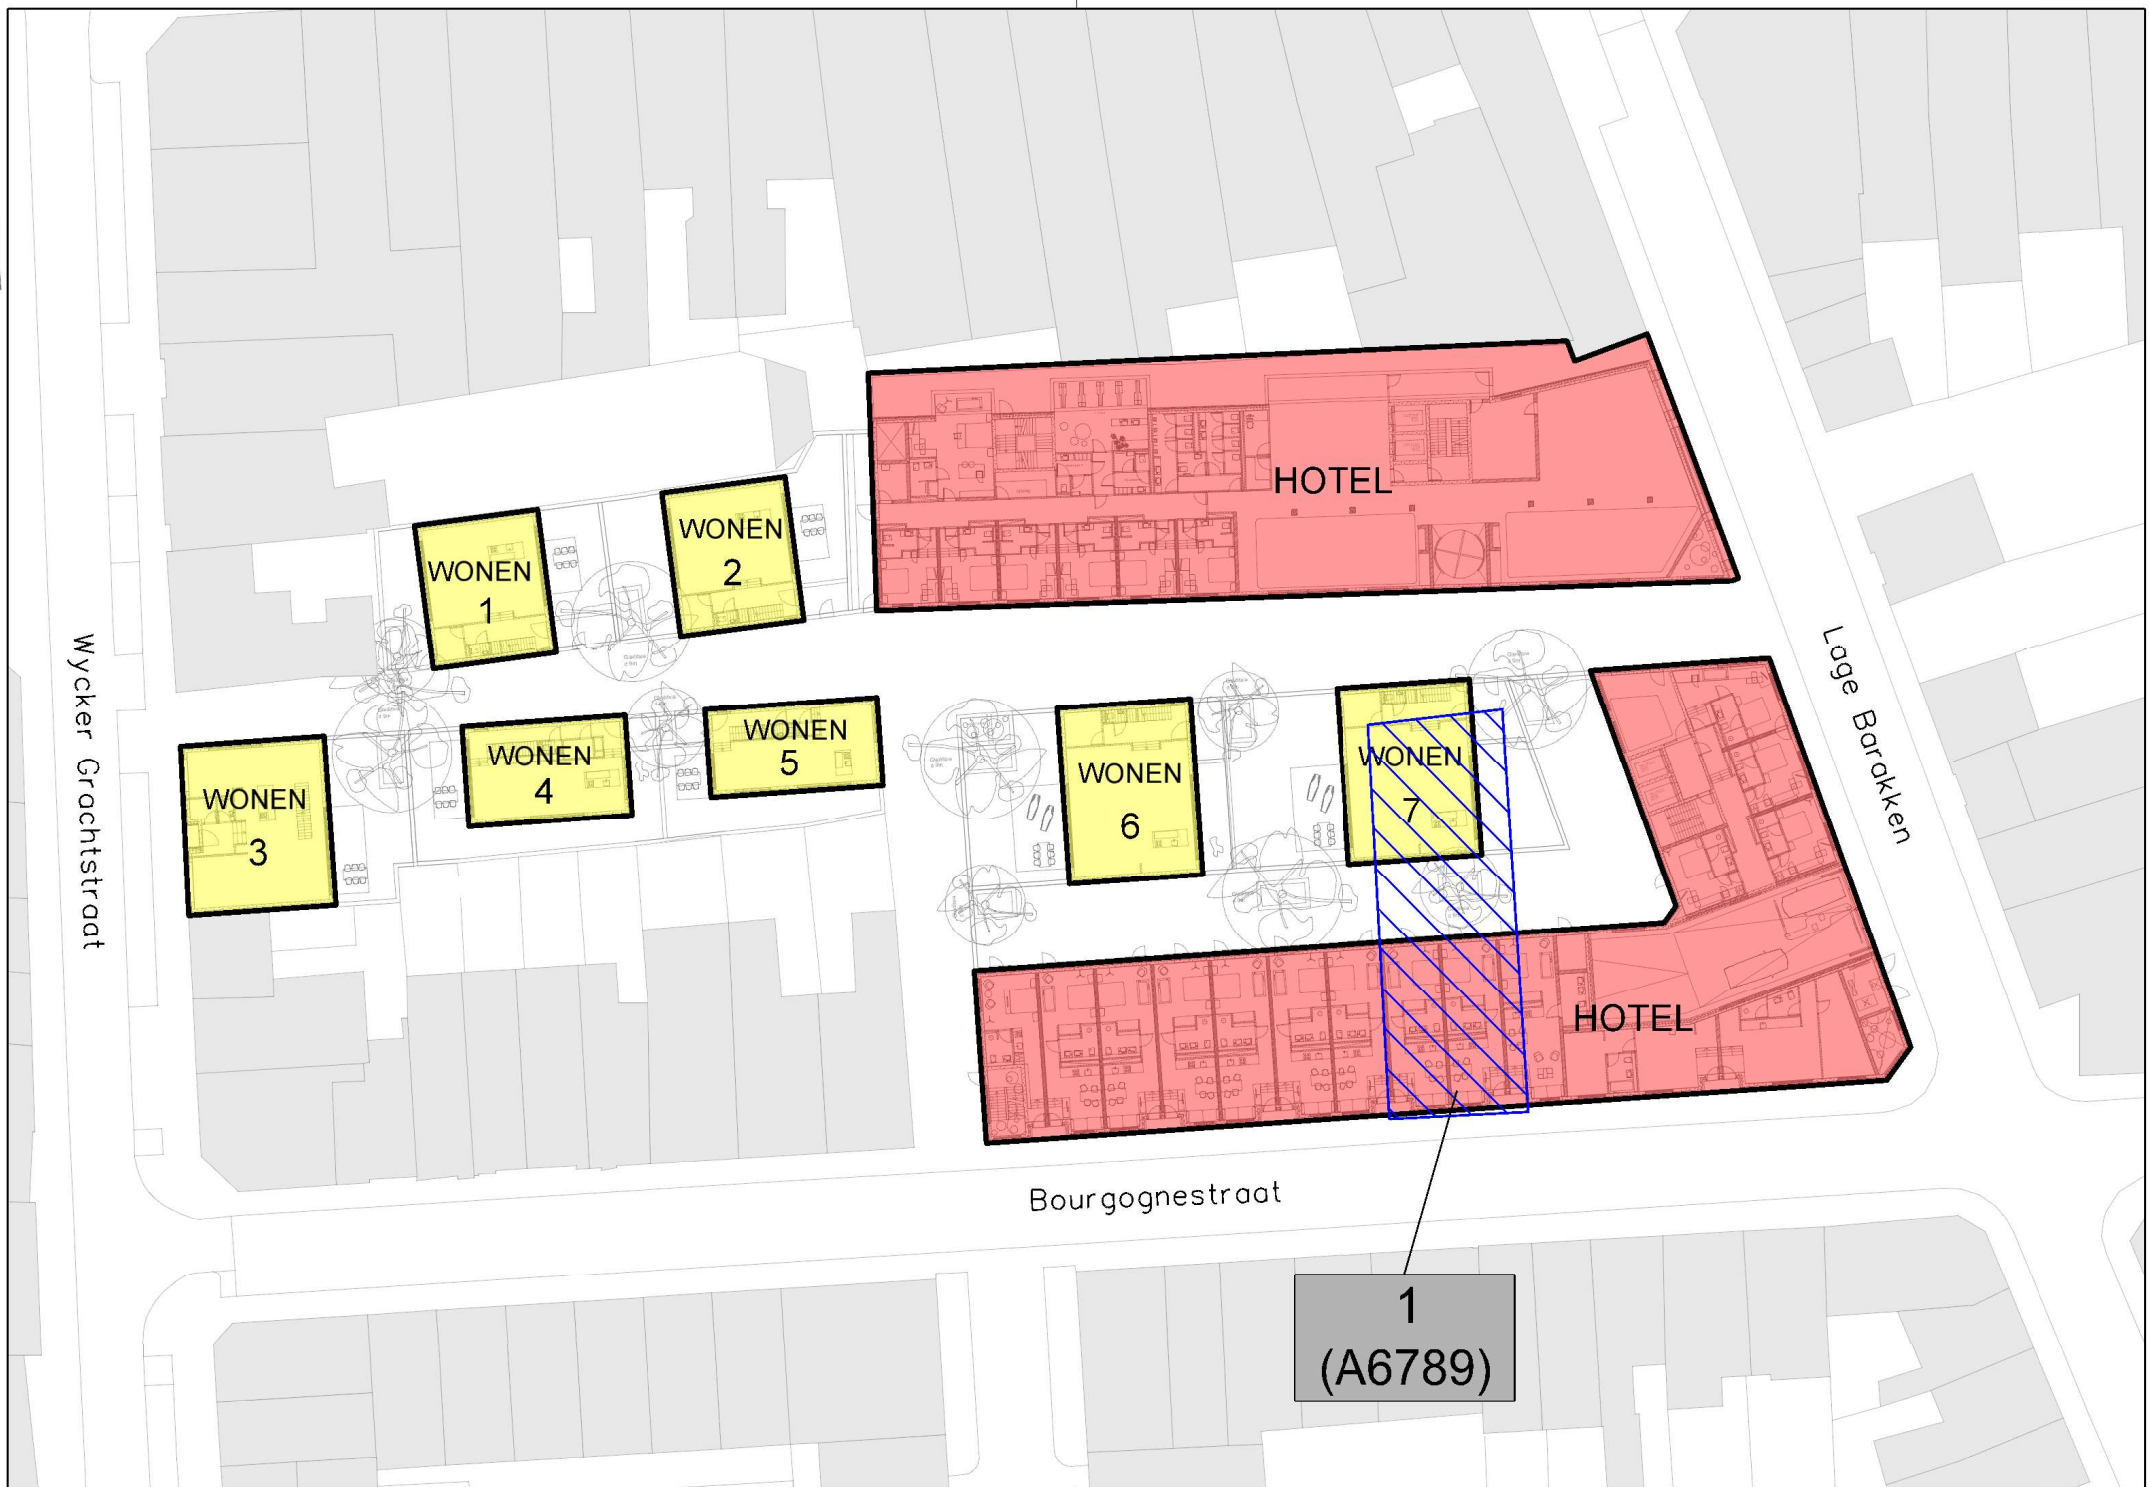 HOTEL
WONEN
2
WONEN
1
WONEN
5
WONEN
4
WONEN
3
WONEN
6
WONEN
7
HOTEL
Wycker Grachtstraat
Lage Barakken
Bourgognestraat
1
(A6789)